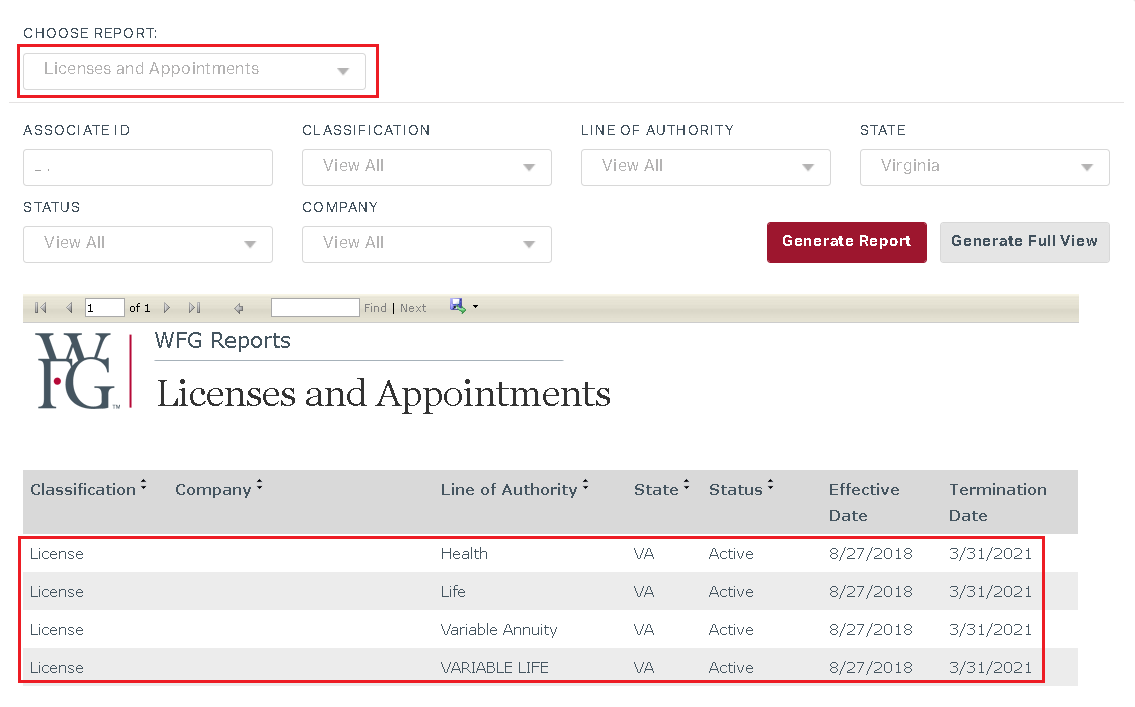 CHOOSE REPORT:
Licenses and Appointments
ASSOCIATE ID CLASSIFICATION LINE OF AUTHORITY STATE
_ . View All View All Virginia
STATUS COMPANY
View All View All Generate Report Generate Full View
1 of 1 Find | Next
WFG Reports
WFG™
Licenses and Appointments
Classification Company Line of Authority State Status Effective Date Termination Date
License Health VA Active 8/27/2018 3/31/2021
License Life VA Active 8/27/2018 3/31/2021
License Variable Annuity VA Active 8/27/2018 3/31/2021
License VARIABLE LIFE VA Active 8/27/2018 3/31/2021